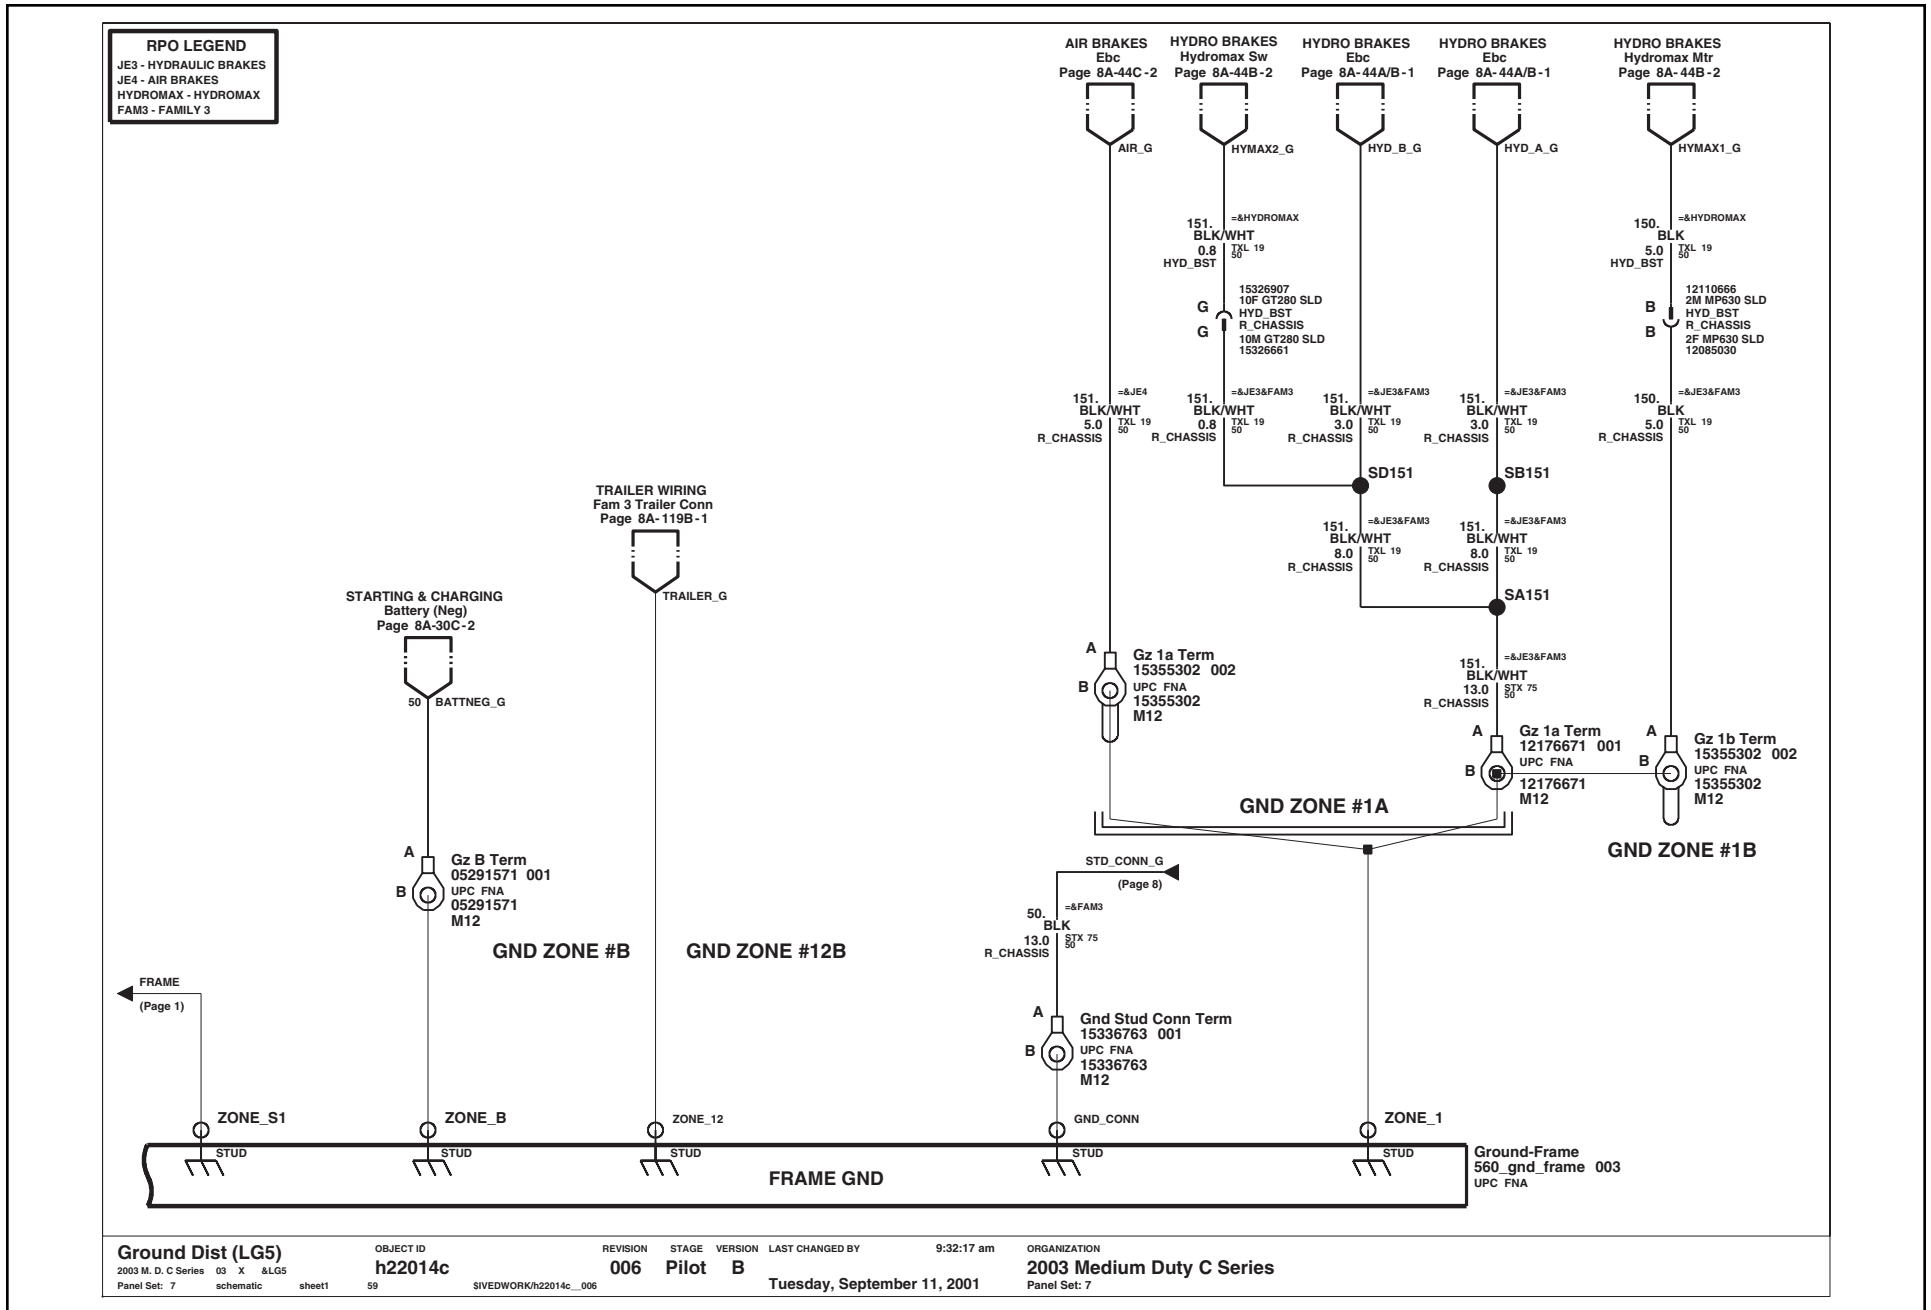 RPO LEGEND
JE3 - HYDRAULIC BRAKES
JE4 - AIR BRAKES
HYDROMAX - HYDROMAX
FAM3 - FAMILY 3
AIR BRAKES
Ebc
Page 8A-44C-2
HYDRO BRAKES
Hydromax Sw
Page 8A-44B-2
HYDRO BRAKES
Ebc
Page 8A-44A/B-1
HYDRO BRAKES
Ebc
Page 8A-44A/B-1
HYDRO BRAKES
Hydromax Mtr
Page 8A-44B-2
AIR_G
HYMAX2_G
HYD_B_G
HYD_A_G
HYMAX1_G
151. =&HYDROMAX
BLK/WHT
0.8 TXL 19
50
HYD_BST
150. =&HYDROMAX
BLK
5.0 TXL 19
50
HYD_BST
G
G
15326907
10F GT280 SLD
HYD_BST
R_CHASSIS
10M GT280 SLD
15326661
B
B
12110666
2M MP630 SLD
HYD_BST
R_CHASSIS
2F MP630 SLD
12085030
151. =&JE4
BLK/WHT
5.0 TXL 19
50
R_CHASSIS
151. =&JE3&FAM3
BLK/WHT
0.8 TXL 19
50
R_CHASSIS
151. =&JE3&FAM3
BLK/WHT
3.0 TXL 19
50
R_CHASSIS
151. =&JE3&FAM3
BLK/WHT
3.0 TXL 19
50
R_CHASSIS
150. =&JE3&FAM3
BLK
5.0 TXL 19
50
R_CHASSIS
SD151
SB151
151. =&JE3&FAM3
BLK/WHT
8.0 TXL 19
50
R_CHASSIS
151. =&JE3&FAM3
BLK/WHT
8.0 TXL 19
50
R_CHASSIS
SA151
TRAILER WIRING
Fam 3 Trailer Conn
Page 8A-119B-1
TRAILER_G
STARTING & CHARGING
Battery (Neg)
Page 8A-30C-2
50 BATTNEG_G
A
B
Gz 1a Term
15355302 002
UPC FNA
15355302
M12
151. =&JE3&FAM3
BLK/WHT
13.0 STX 75
50
R_CHASSIS
A
B
Gz 1a Term
12176671 001
UPC FNA
12176671
M12
A
B
Gz 1b Term
15355302 002
UPC FNA
15355302
M12
GND ZONE #1A
GND ZONE #1B
A
B
Gz B Term
05291571 001
UPC FNA
05291571
M12
STD_CONN_G
(Page 8)
50. =&FAM3
BLK
13.0 STX 75
50
R_CHASSIS
GND ZONE #B
GND ZONE #12B
FRAME
(Page 1)
A
B
Gnd Stud Conn Term
15336763 001
UPC FNA
15336763
M12
ZONE_S1
ZONE_B
ZONE_12
GND_CONN
ZONE_1
STUD
STUD
STUD
STUD
STUD
FRAME GND
Ground-Frame
560_gnd_frame 003
UPC FNA
Ground Dist (LG5)
2003 M. D. C Series 03 X &LG5
Panel Set: 7 schematic sheet1 59 $IVEDWORK/h22014c__006
OBJECT ID
h22014c
REVISION STAGE VERSION LAST CHANGED BY 9:32:17 am
006 Pilot B
Tuesday, September 11, 2001
ORGANIZATION
2003 Medium Duty C Series
Panel Set: 7